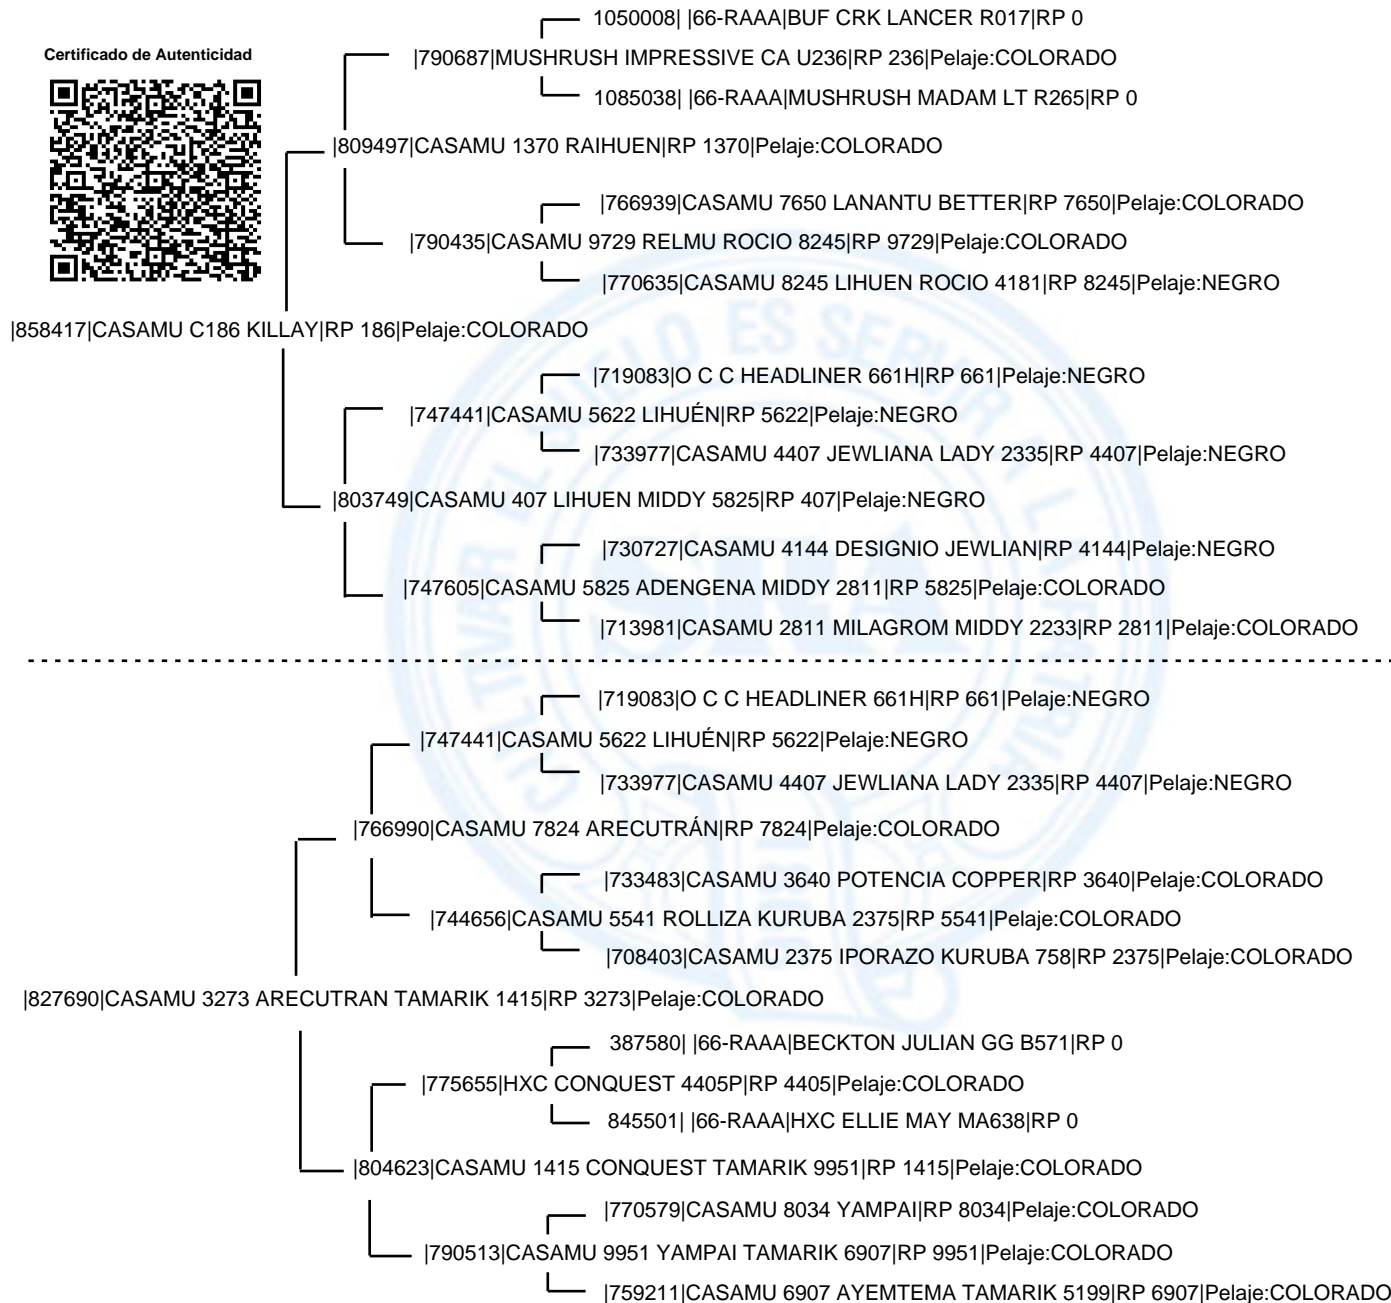 1050008| |66-RAAA|BUF CRK LANCER R017|RP 0
Certificado de Autenticidad
|790687|MUSHRUSH IMPRESSIVE CA U236|RP 236|Pelaje:COLORADO
1085038| |66-RAAA|MUSHRUSH MADAM LT R265|RP 0
|809497|CASAMU 1370 RAIHUEN|RP 1370|Pelaje:COLORADO
|766939|CASAMU 7650 LANANTU BETTER|RP 7650|Pelaje:COLORADO
|790435|CASAMU 9729 RELMU ROCIO 8245|RP 9729|Pelaje:COLORADO
|770635|CASAMU 8245 LIHUEN ROCIO 4181|RP 8245|Pelaje:NEGRO
|858417|CASAMU C186 KILLAY|RP 186|Pelaje:COLORADO
|719083|O C C HEADLINER 661H|RP 661|Pelaje:NEGRO
|747441|CASAMU 5622 LIHUÉN|RP 5622|Pelaje:NEGRO
|733977|CASAMU 4407 JEWLIANA LADY 2335|RP 4407|Pelaje:NEGRO
|803749|CASAMU 407 LIHUEN MIDDY 5825|RP 407|Pelaje:NEGRO
|730727|CASAMU 4144 DESIGNIO JEWLIAN|RP 4144|Pelaje:NEGRO
|747605|CASAMU 5825 ADENGENA MIDDY 2811|RP 5825|Pelaje:COLORADO
|713981|CASAMU 2811 MILAGROM MIDDY 2233|RP 2811|Pelaje:COLORADO
|719083|O C C HEADLINER 661H|RP 661|Pelaje:NEGRO
|747441|CASAMU 5622 LIHUÉN|RP 5622|Pelaje:NEGRO
|733977|CASAMU 4407 JEWLIANA LADY 2335|RP 4407|Pelaje:NEGRO
|766990|CASAMU 7824 ARECUTRÁN|RP 7824|Pelaje:COLORADO
|733483|CASAMU 3640 POTENCIA COPPER|RP 3640|Pelaje:COLORADO
|744656|CASAMU 5541 ROLLIZA KURUBA 2375|RP 5541|Pelaje:COLORADO
|708403|CASAMU 2375 IPORAZO KURUBA 758|RP 2375|Pelaje:COLORADO
|827690|CASAMU 3273 ARECUTRAN TAMARIK 1415|RP 3273|Pelaje:COLORADO
387580| |66-RAAA|BECKTON JULIAN GG B571|RP 0
|775655|HXC CONQUEST 4405P|RP 4405|Pelaje:COLORADO
845501| |66-RAAA|HXC ELLIE MAY MA638|RP 0
|804623|CASAMU 1415 CONQUEST TAMARIK 9951|RP 1415|Pelaje:COLORADO
|770579|CASAMU 8034 YAMPAI|RP 8034|Pelaje:COLORADO
|790513|CASAMU 9951 YAMPAI TAMARIK 6907|RP 9951|Pelaje:COLORADO
|759211|CASAMU 6907 AYEMTEMA TAMARIK 5199|RP 6907|Pelaje:COLORADO
CULTIVAR EL SUELO ES SERVIR A LA PATRIA
SRA